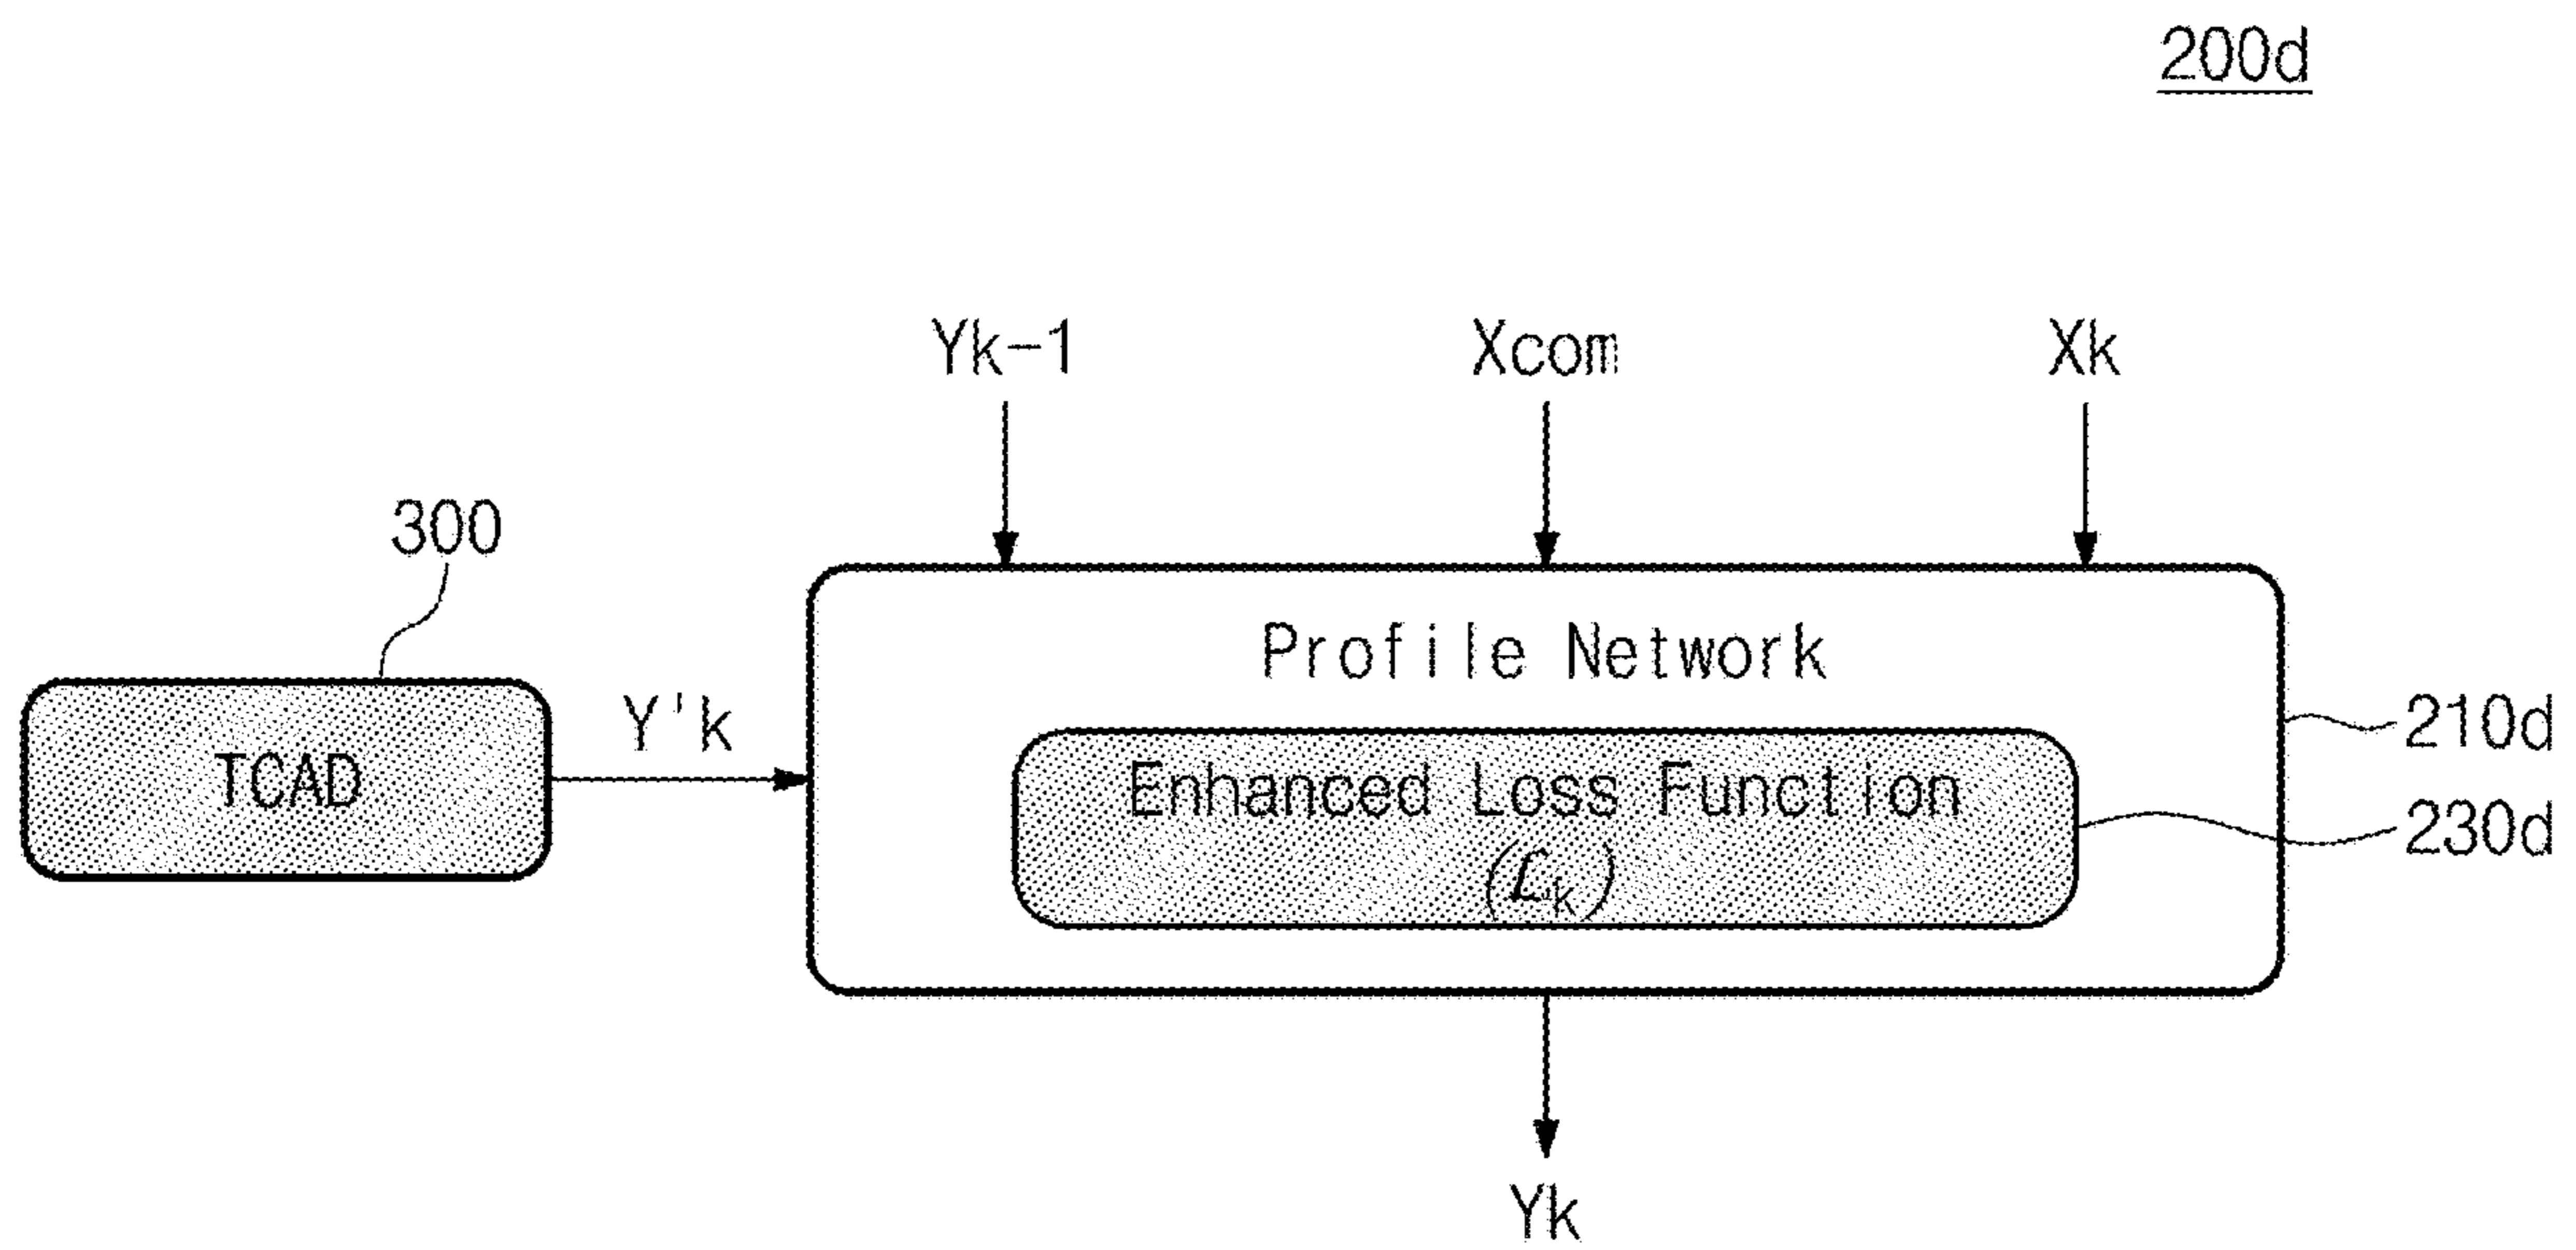 200d
Yk-1 Xcom Xk
300
Profile Network
Y'k
210d
TCAD
Enhanced Loss Function
230d
(ℒk)
Yk